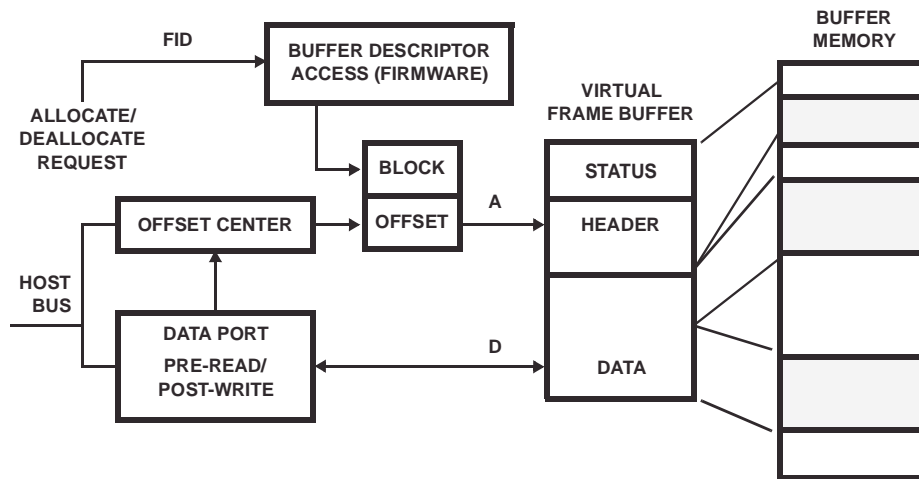 BUFFER
MEMORY
FID
BUFFER DESCRIPTOR
ACCESS (FIRMWARE)
VIRTUAL
FRAME BUFFER
ALLOCATE/
DEALLOCATE
REQUEST
BLOCK
STATUS
OFFSET CENTER
OFFSET
A
HEADER
HOST
BUS
DATA PORT
PRE-READ/
POST-WRITE
D
DATA